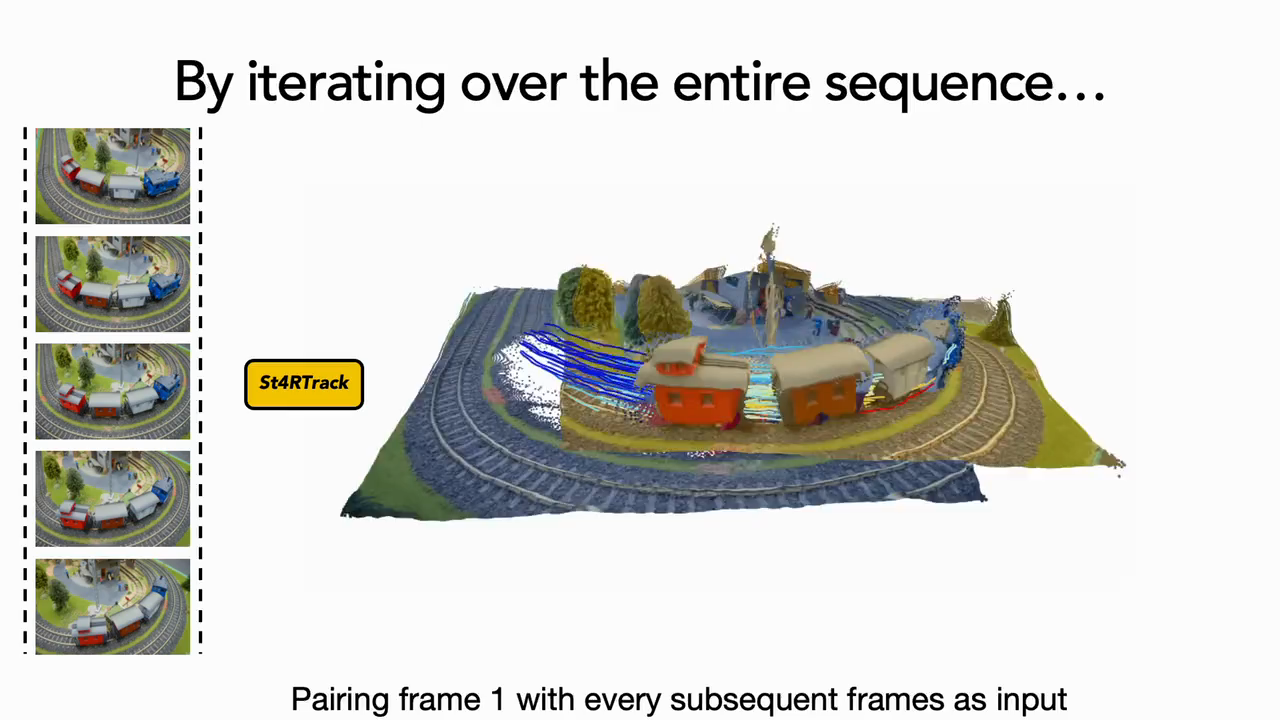 By iterating over the entire sequence…
St4RTrack
Pairing frame 1 with every subsequent frames as input